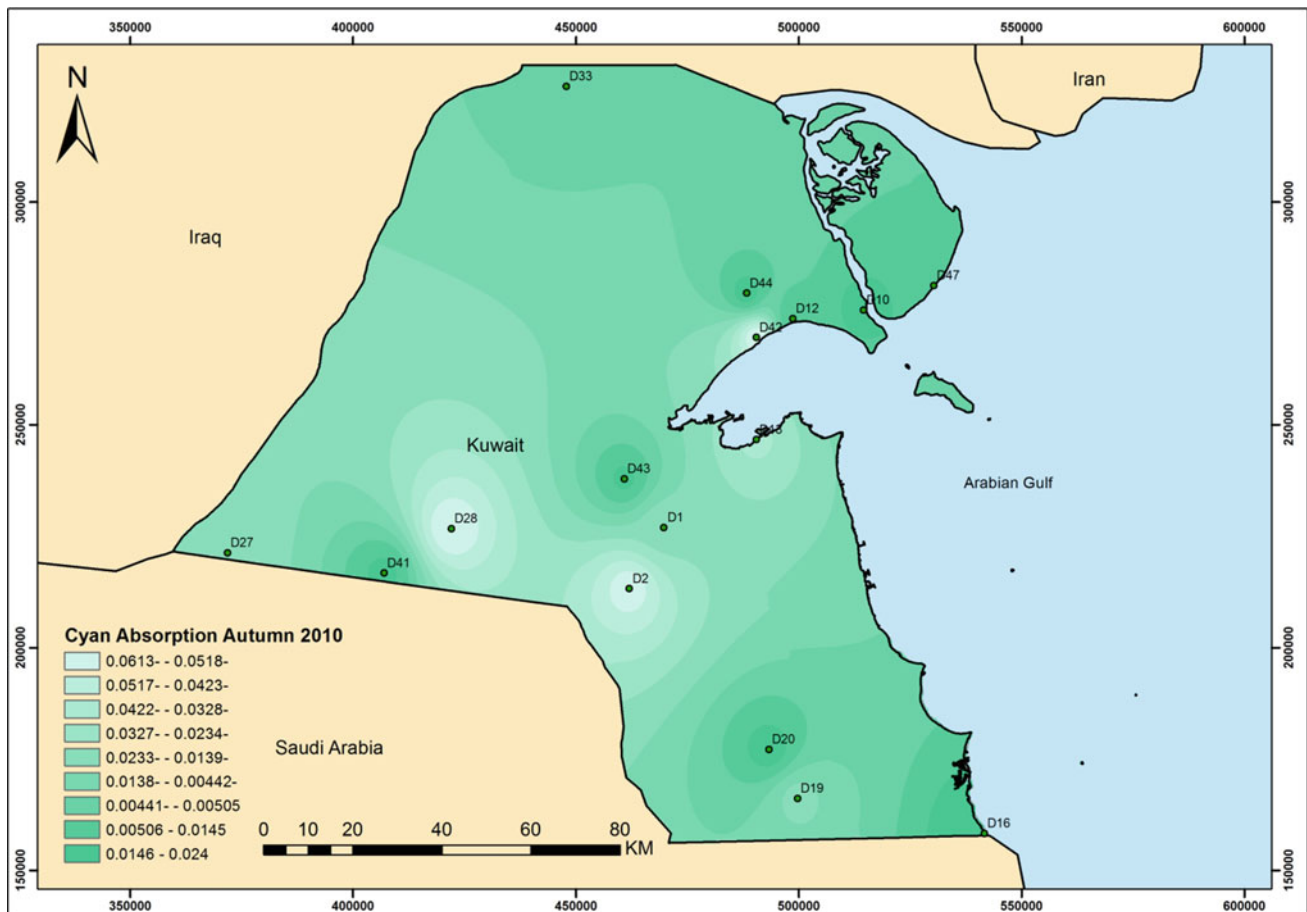 350000 400000 450000 500000 550000 600000
N
D33
Iran
300000
300000
Iraq
D44
D47
D12
D10
D42
250000
250000
Kuwait
D43
Arabian Gulf
D28
D1
D27
D41
D2
Cyan Absorption Autumn 2010
0.0613- - 0.0518-
0.0517- - 0.0423-
0.0422- - 0.0328-
0.0327- - 0.0234-
0.0233- - 0.0139-
0.0138- - 0.00442-
0.00441- - 0.00505
0.00506 - 0.0145
0.0146 - 0.024
200000
200000
Saudi Arabia
D20
D19
D16
0 10 20 40 60 80
KM
150000
150000
350000 400000 450000 500000 550000 600000